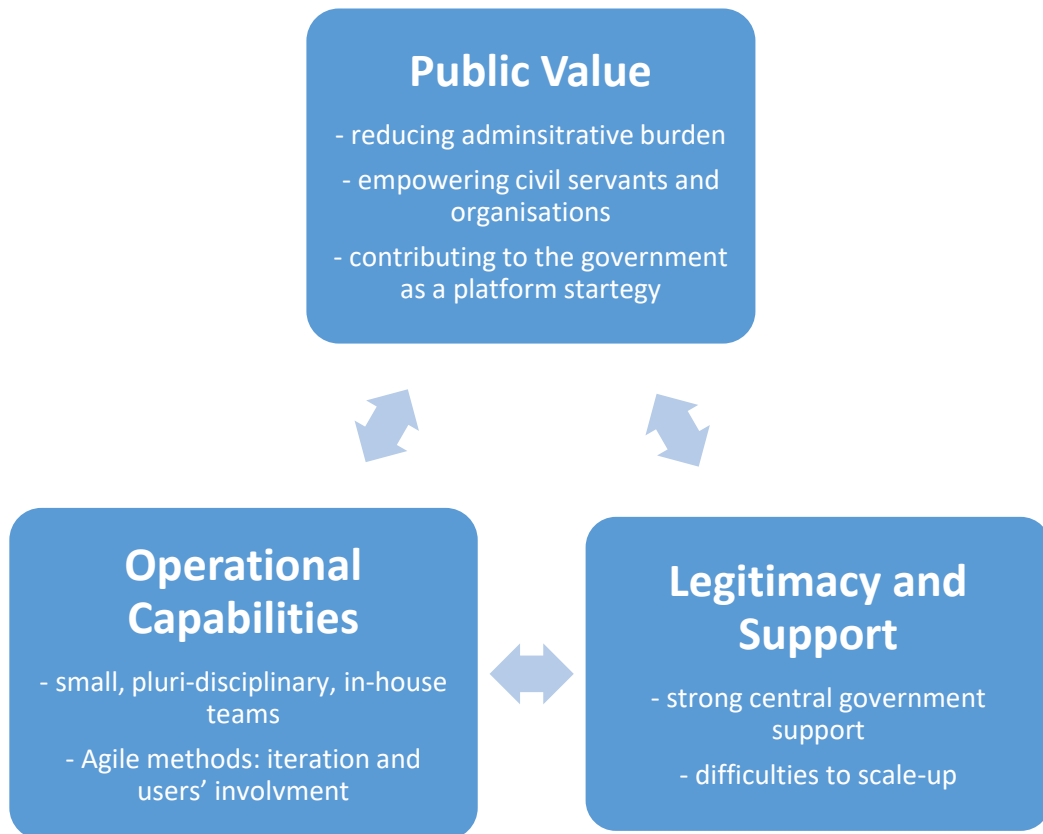 Public Value
- reducing adminsitrative burden
- empowering civil servants and
organisations
- contributing to the government
as a platform startegy
Operational
Capabilities
- small, pluri-disciplinary, in-house
teams
- Agile methods: iteration and
users’ involvment
Legitimacy and
Support
- strong central government
support
- difficulties to scale-up